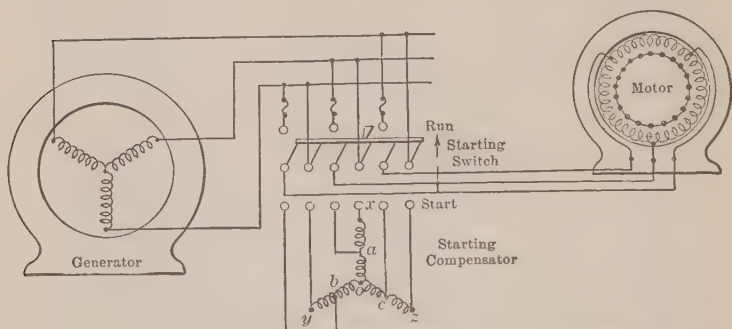 Motor
Run
Starting
Switch
x
Start
a
Generator
Starting
Compensator
b
o
c
y
z